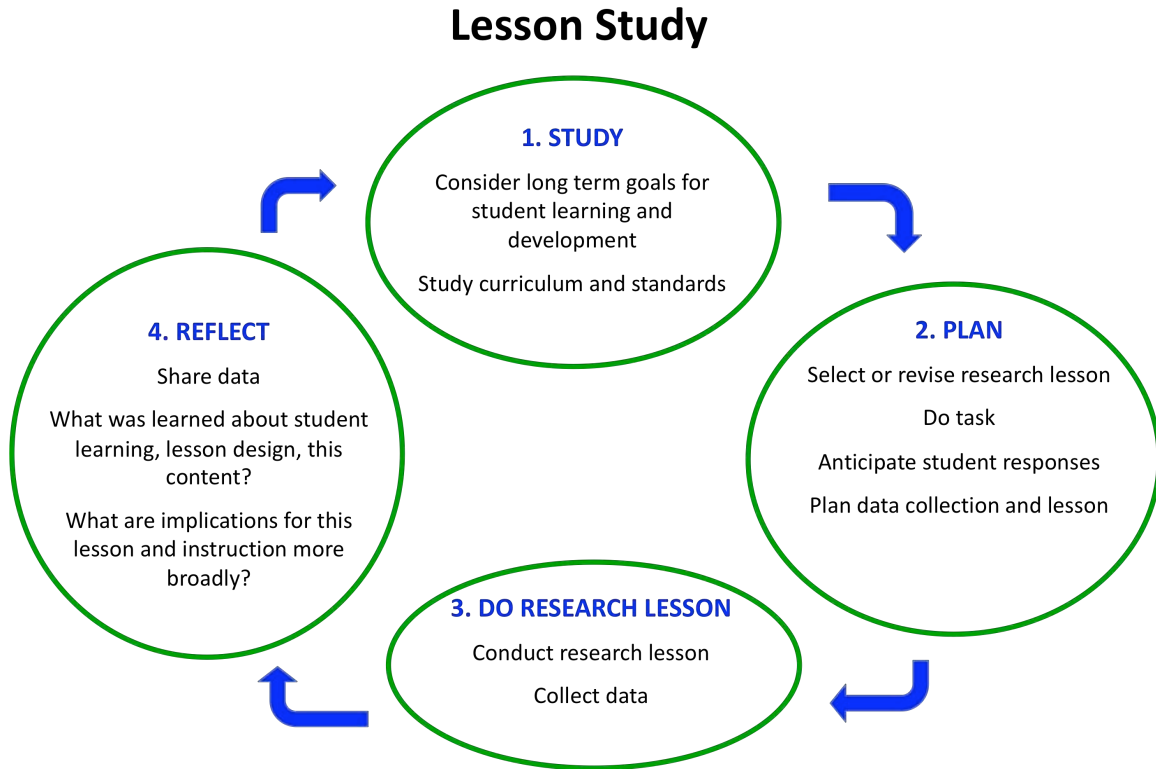 Lesson Study
1. STUDY
Consider long term goals for
student learning and
development
Study curriculum and standards
2. PLAN
Select or revise research lesson
Do task
Anticipate student responses
Plan data collection and lesson
3. DO RESEARCH LESSON
Conduct research lesson
Collect data
4. REFLECT
Share data
What was learned about student
learning, lesson design, this
content?
What are implications for this
lesson and instruction more
broadly?